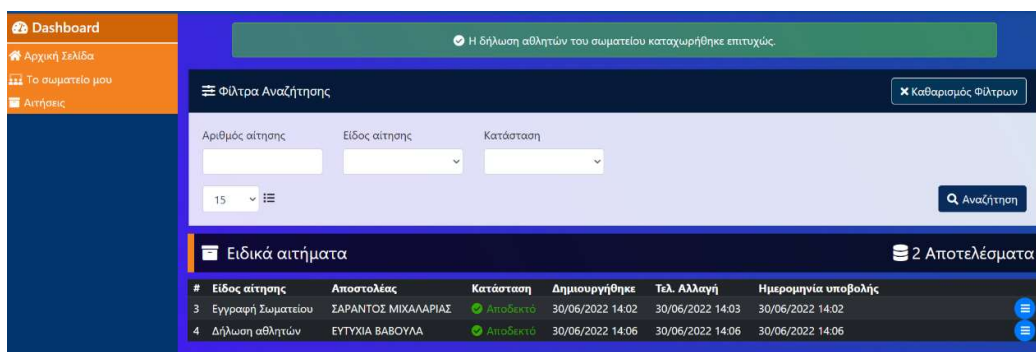 Dashboard
Αρχική Σελίδα
Το σωματείο μου
Αιτήσεις
Η δήλωση αθλητών του σωματείου καταχωρήθηκε επιτυχώς.
Φίλτρα Αναζήτησης
Καθαρισμός Φίλτρων
Αριθμός αίτησης Είδος αίτησης Κατάσταση
15
Αναζήτηση
Ειδικά αιτήματα
2 Αποτελέσματα
# Είδος αίτησης Αποστολέας Κατάσταση Δημιουργήθηκε Τελ. Αλλαγή Ημερομηνία υποβολής
3 Εγγραφή Σωματείου ΣΑΡΑΝΤΟΣ ΜΙΧΑΛΑΡΙΑΣ Αποδεκτό 30/06/2022 14:02 30/06/2022 14:03 30/06/2022 14:02
4 Δήλωση αθλητών ΕΥΤΥΧΙΑ ΒΑΒΟΥΛΑ Αποδεκτό 30/06/2022 14:06 30/06/2022 14:06 30/06/2022 14:06